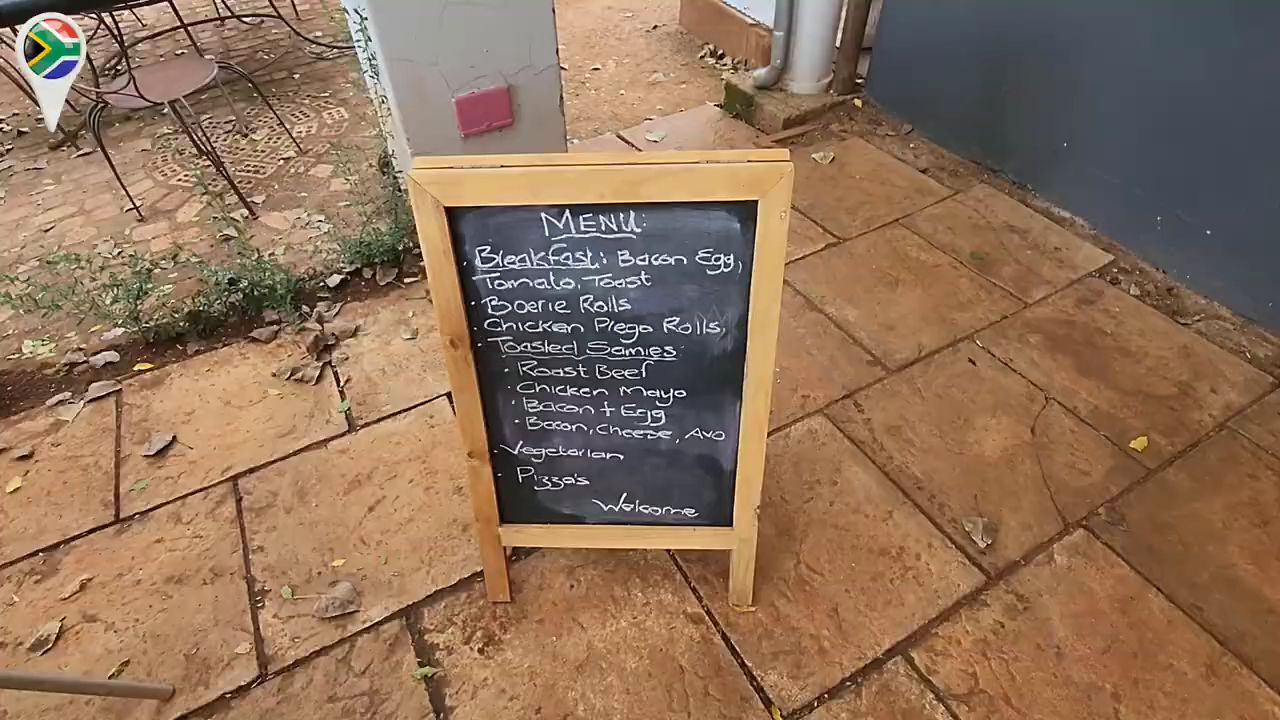 MENU:
· Breakfast: Bacon Egg,
Tomato, Toast
· Boerie Rolls
· Chicken Prego Rolls,
· Toasted Samies:
· Roast Beef
· Chicken Mayo
· Bacon + Egg
· Bacon, Cheese, Avo
· Vegetarian
· Pizza's
Welcome